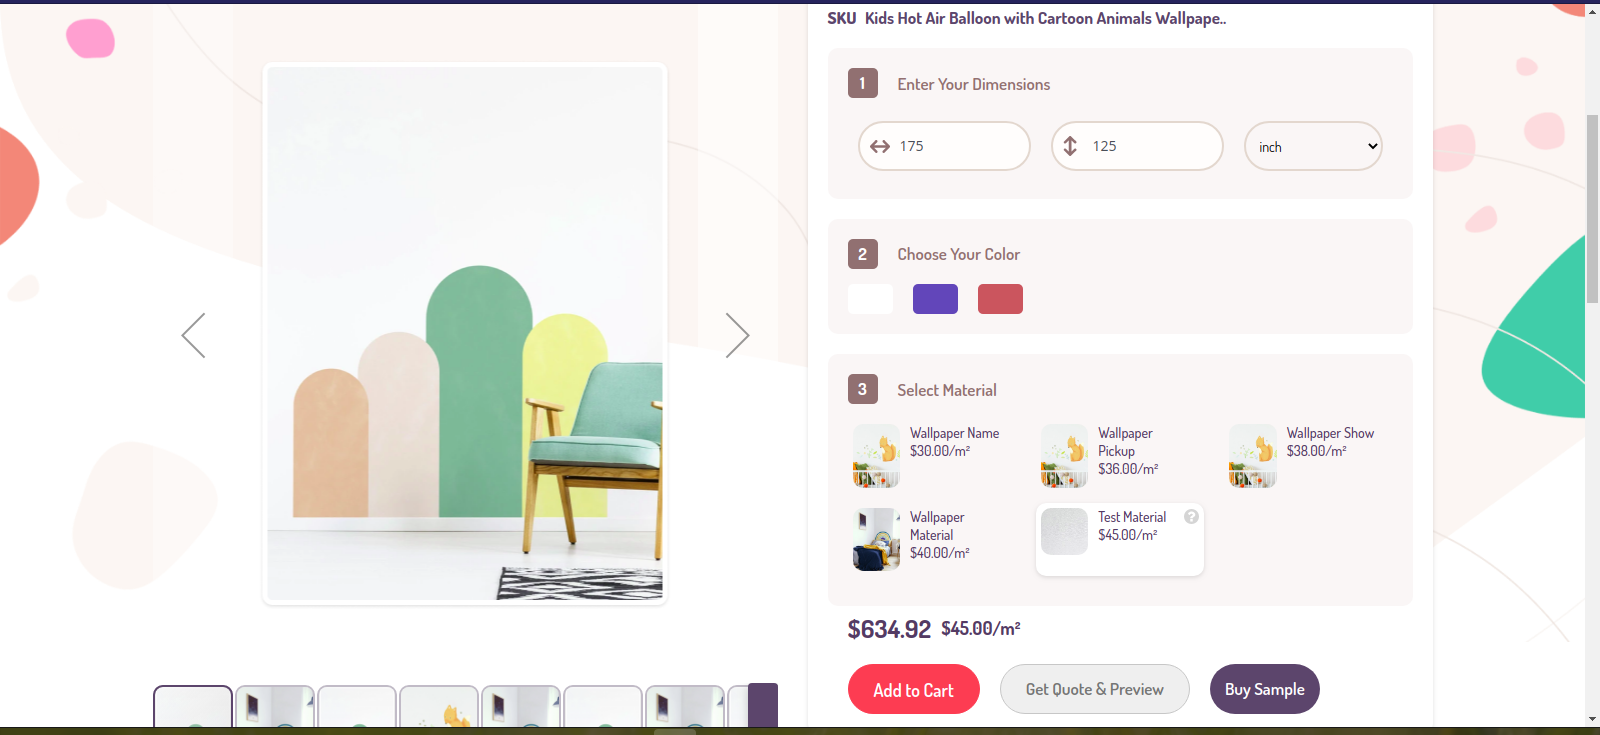 SKU Kids Hot Air Balloon with Cartoon Animals Wallpape..
1 Enter Your Dimensions
175 125 inch
2 Choose Your Color
3 Select Material
Wallpaper Name
$30.00/m²
Wallpaper
Pickup
$36.00/m²
Wallpaper Show
$38.00/m²
Wallpaper
Material
$40.00/m²
Test Material ?
$45.00/m²
$634.92 $45.00/m²
Add to Cart Get Quote & Preview Buy Sample